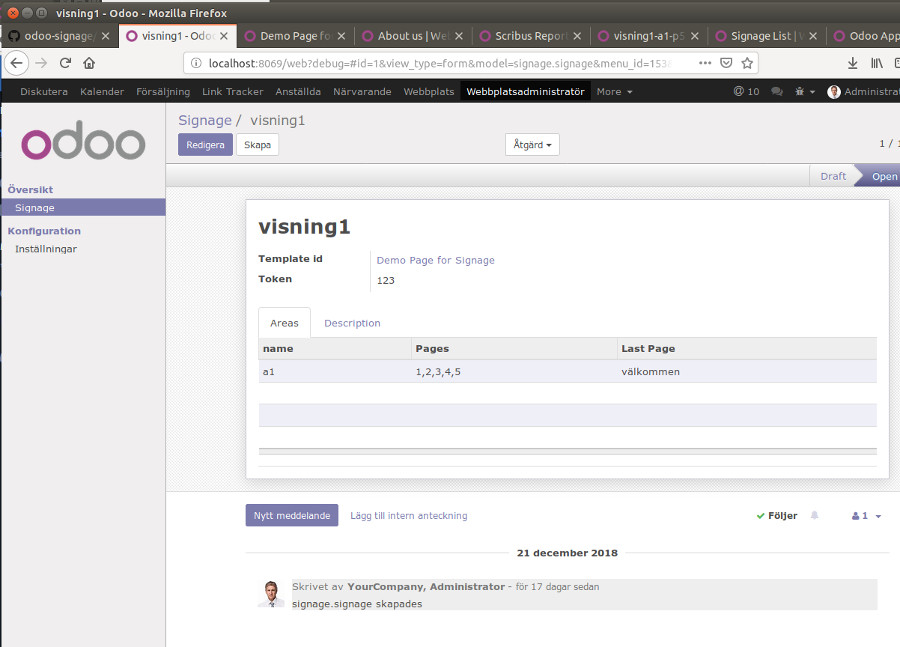 visning1 - Odoo - Mozilla Firefox
odoo-signage/ visning1 - Odoo Demo Page fo About us | Web Scribus Report visning1-a1-p5 Signage List | W Odoo App
localhost:8069/web?debug=#id=1&view_type=form&model=signage.signage&menu_id=153
Diskutera Kalender Försäljning Link Tracker Anställda Närvarande Webbplats Webbplatsadministratör More @ 10 Administrat
odoo
Signage / visning1
Redigera Skapa Åtgärd 1 / 1
Draft Open
Översikt
Signage
Konfiguration
Inställningar
visning1
Template id Demo Page for Signage
Token 123
Areas Description
name Pages Last Page
a1 1,2,3,4,5 välkommen
Nytt meddelande Lägg till intern anteckning Följer 1
21 december 2018
Skrivet av YourCompany, Administrator - för 17 dagar sedan
signage.signage skapades